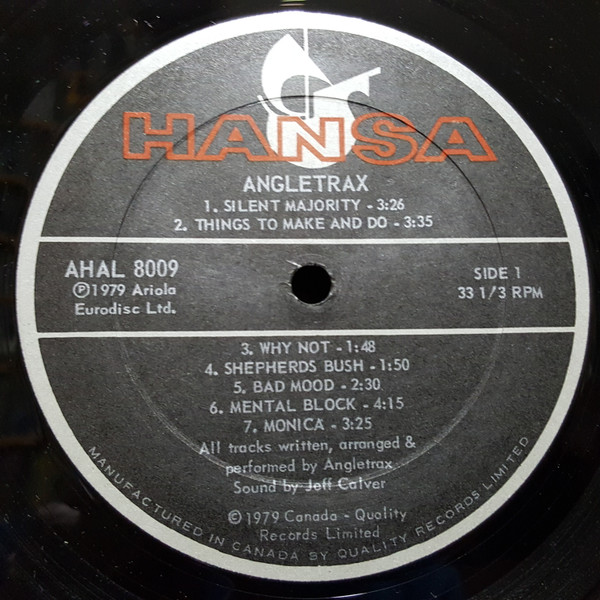 HANSA
ANGLETRAX
1. SILENT MAJORITY - 3:26
2. THINGS TO MAKE AND DO - 3:35
AHAL 8009
Ⓟ1979 Ariola
Eurodisc Ltd.
SIDE 1
33 1/3 RPM
3. WHY NOT - 1:48
4. SHEPHERDS BUSH - 1:50
5. BAD MOOD - 2:30
6. MENTAL BLOCK - 4:15
7. MONICA - 3:25
All tracks written, arranged &
performed by Angletrax
Sound by Jeff Calver
©1979 Canada - Quality
Records Limited
MANUFACTURED IN CANADA BY QUALITY RECORDS LIMITED